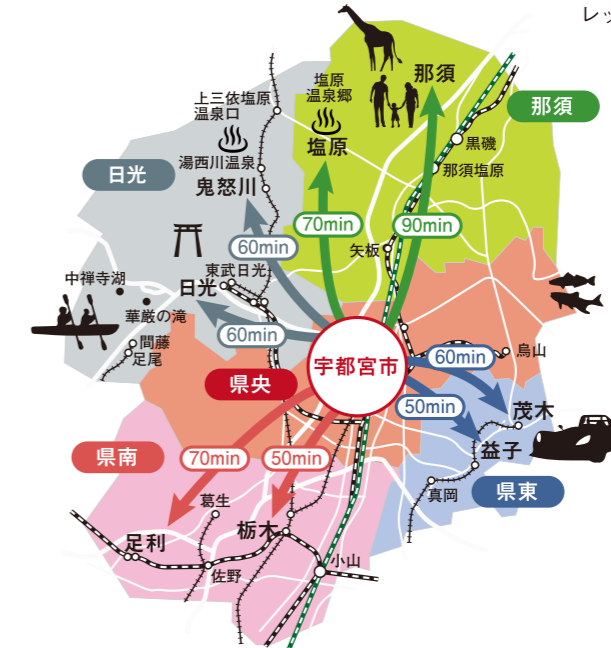 レッ
那須
塩原
温泉郷
上三依塩原
温泉口
那須
黒磯
塩原
湯西川温泉
那須塩原
日光
鬼怒川
70min
90min
60min
矢板
東武日光
中禅寺湖
日光
華厳の滝
60min
間藤
足尾
宇都宮市
烏山
60min
県央
50min
茂木
益子
県南
70min
50min
真岡
県東
葛生
栃木
足利
佐野
小山